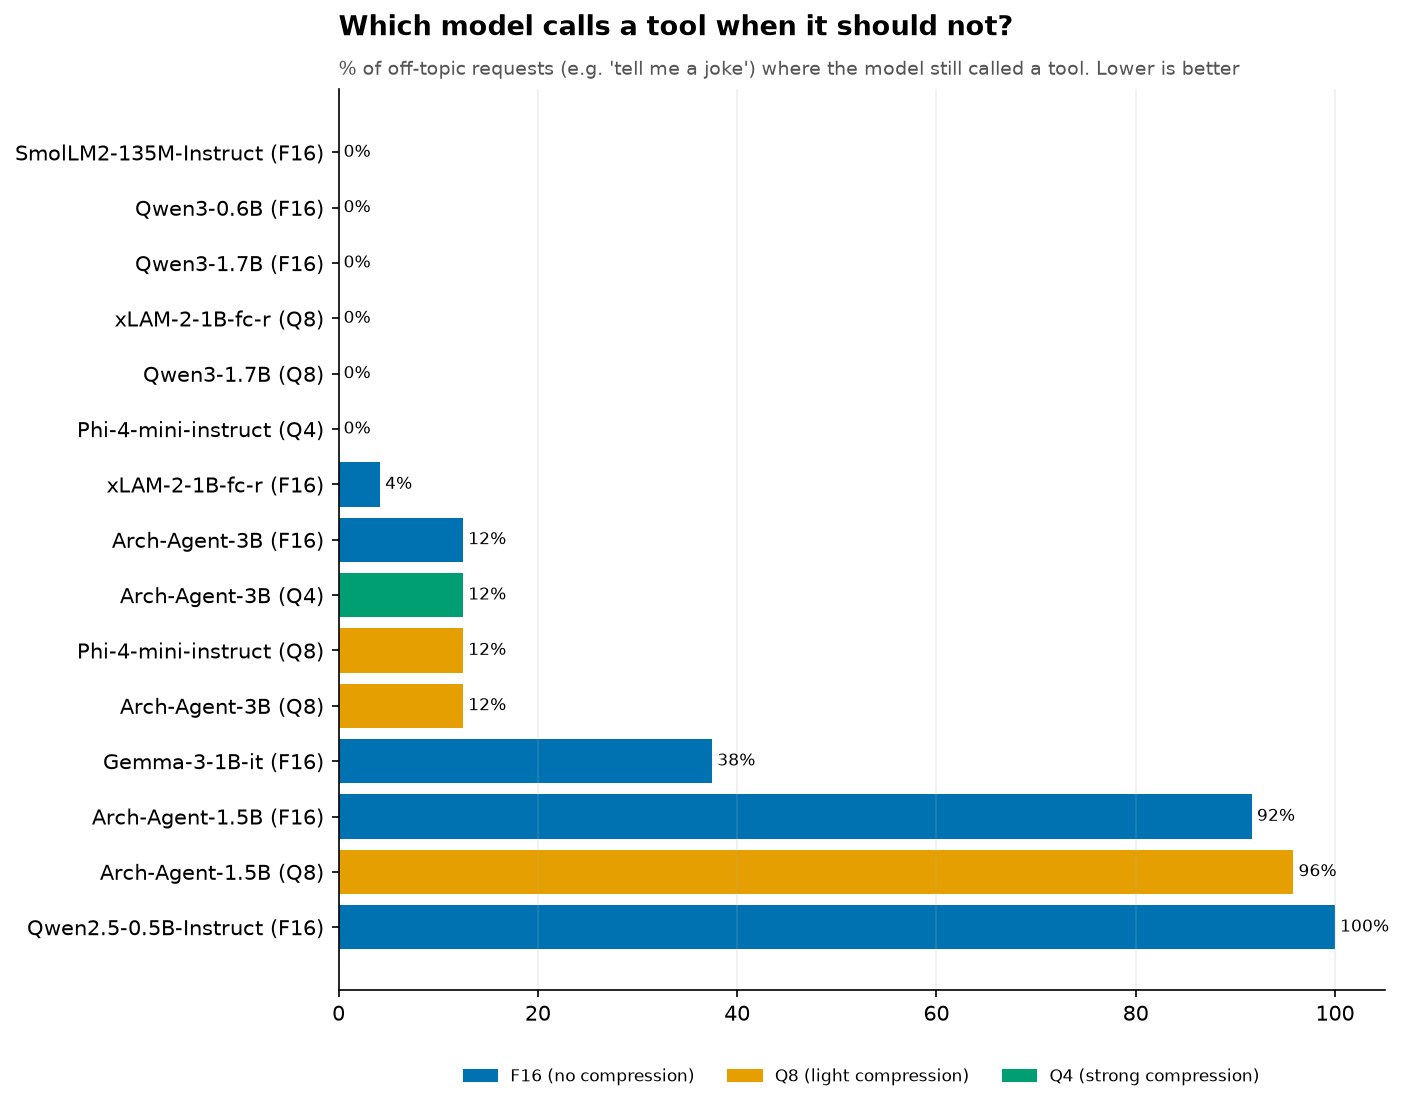 Which model calls a tool when it should not?
% of off-topic requests (e.g. 'tell me a joke') where the model still called a tool. Lower is better
SmolLM2-135M-Instruct (F16) 0%
Qwen3-0.6B (F16) 0%
Qwen3-1.7B (F16) 0%
xLAM-2-1B-fc-r (Q8) 0%
Qwen3-1.7B (Q8) 0%
Phi-4-mini-instruct (Q4) 0%
xLAM-2-1B-fc-r (F16) 4%
Arch-Agent-3B (F16) 12%
Arch-Agent-3B (Q4) 12%
Phi-4-mini-instruct (Q8) 12%
Arch-Agent-3B (Q8) 12%
Gemma-3-1B-it (F16) 38%
Arch-Agent-1.5B (F16) 92%
Arch-Agent-1.5B (Q8) 96%
Qwen2.5-0.5B-Instruct (F16) 100%
0 20 40 60 80 100
F16 (no compression) Q8 (light compression) Q4 (strong compression)